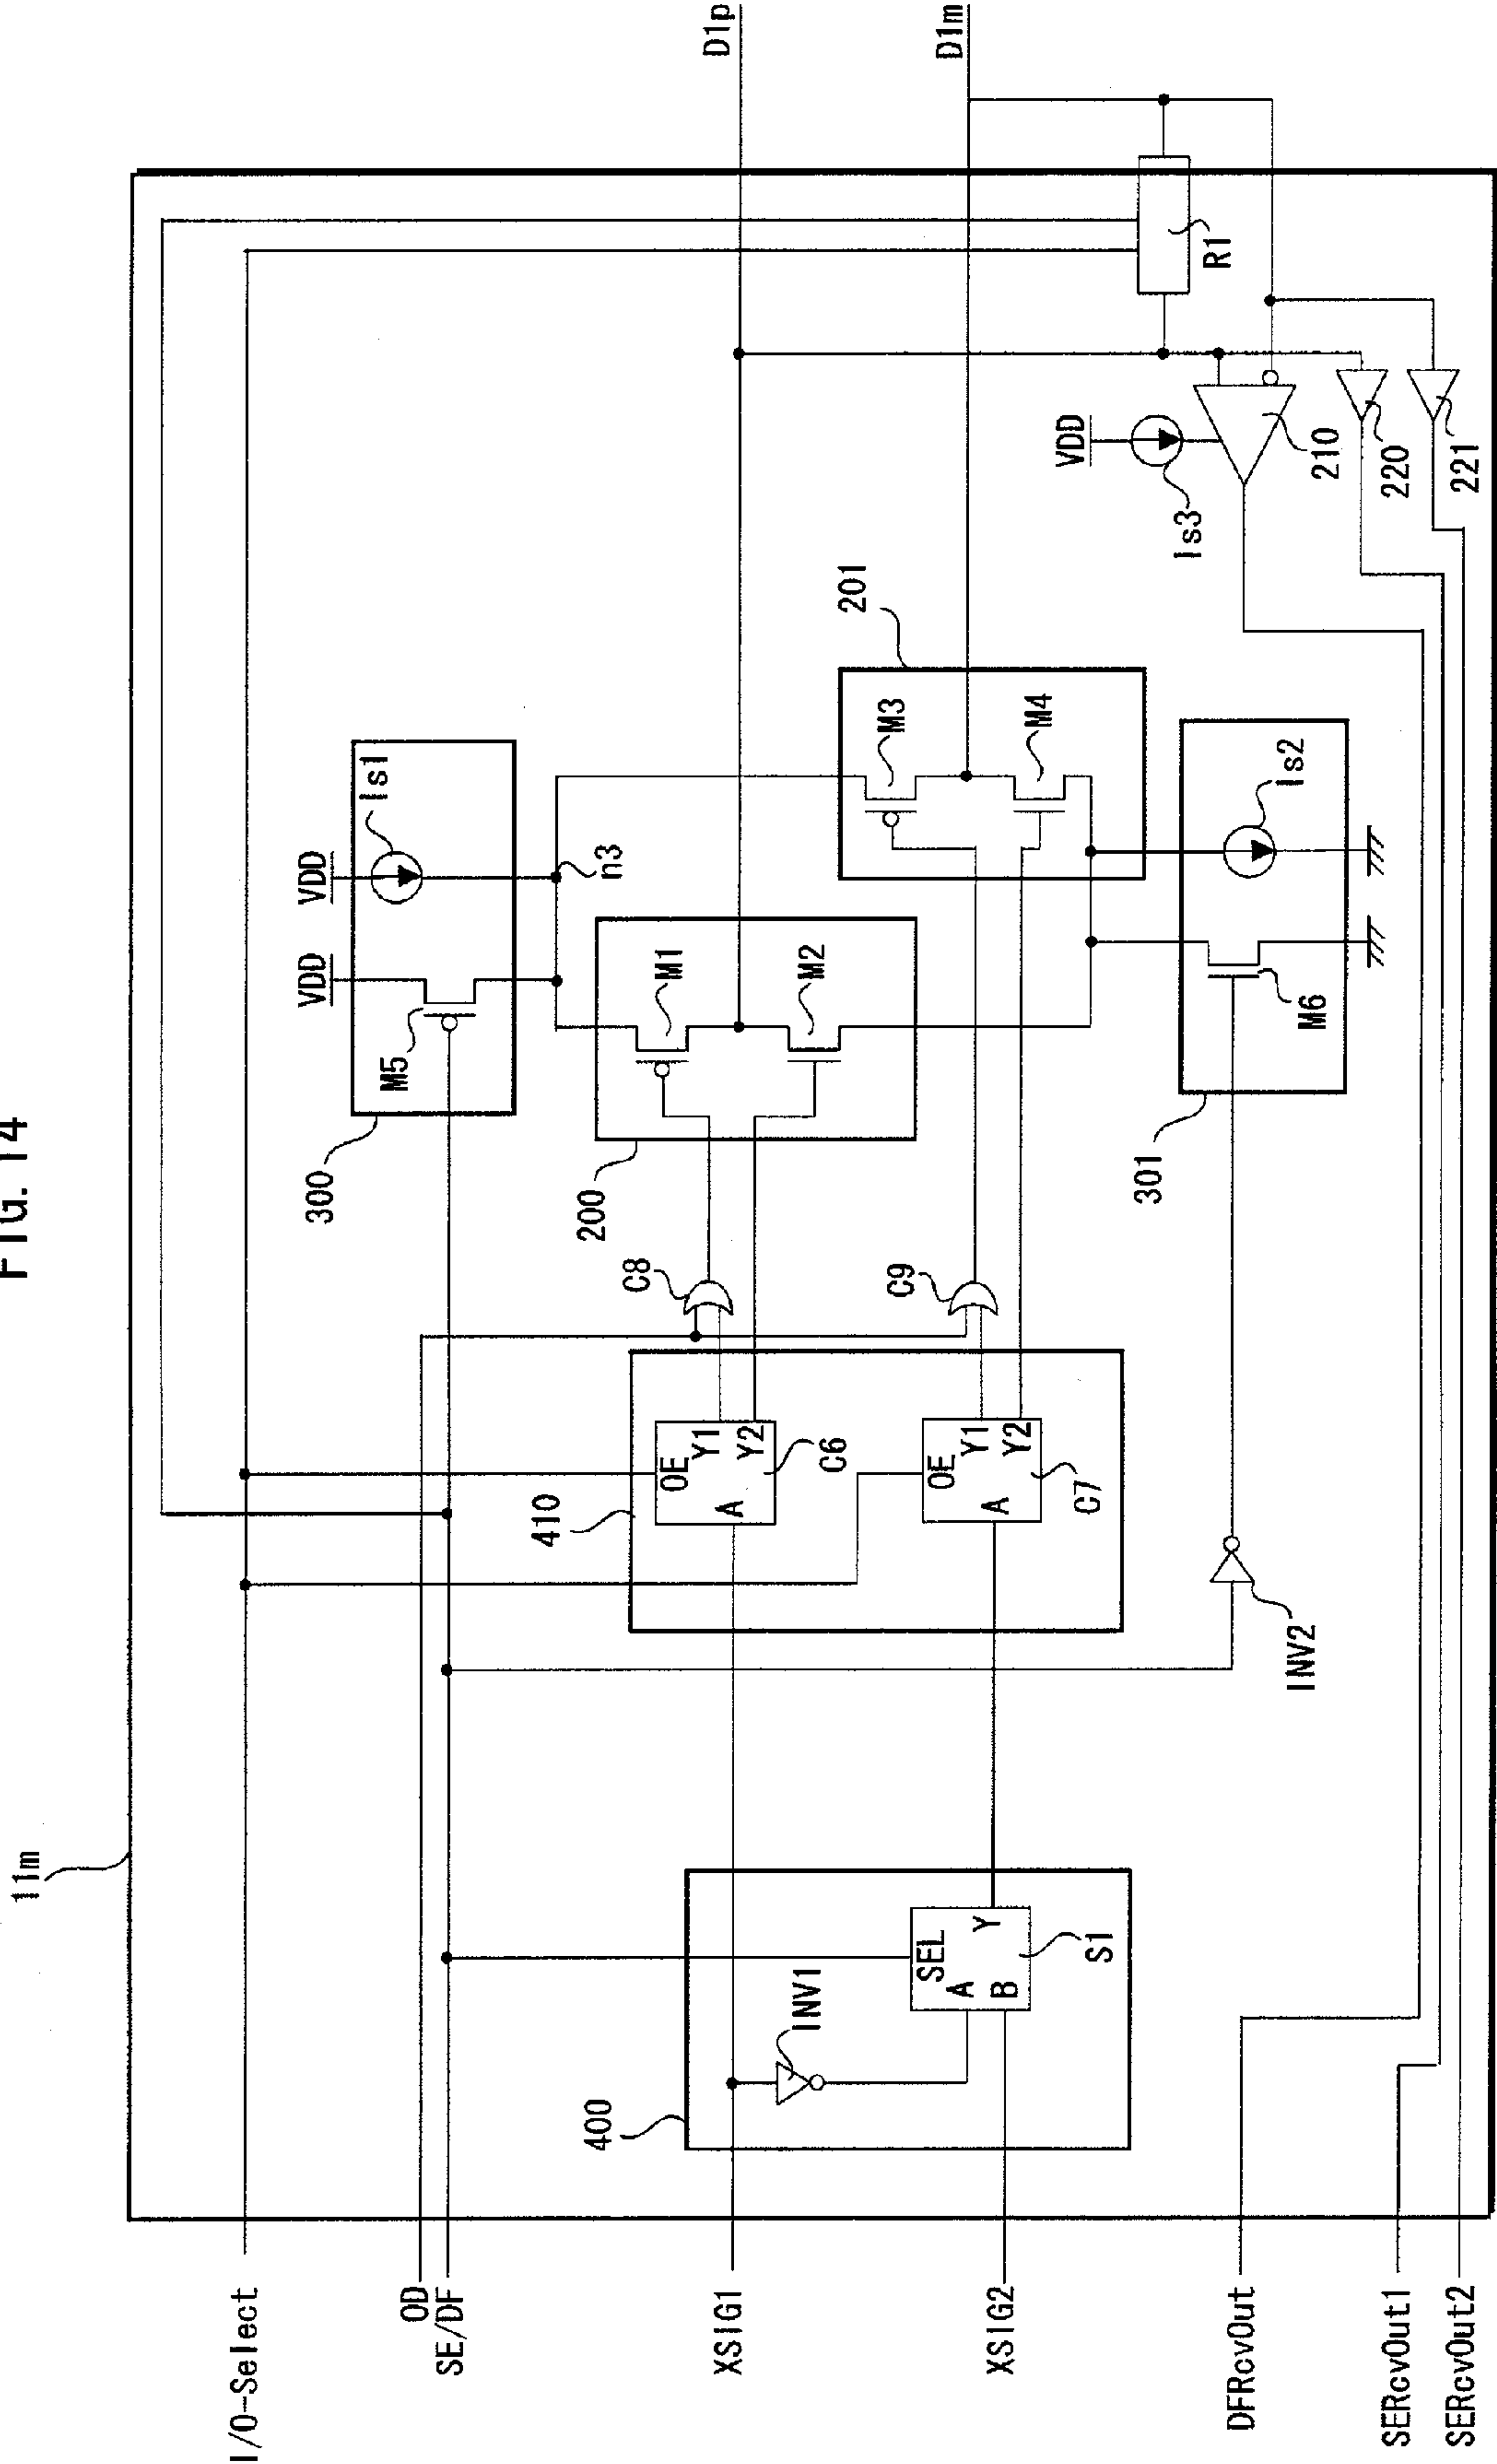 FIG. 14
11m
I/O-Select
OD
SE/DF
XSIG1
XSIG2
DFRcvOut
SERcvOut1
SERcvOut2
400
INV1
SEL
A
B
Y
S1
INV2
410
OE
A
Y1
Y2
C6
OE
A
Y1
Y2
C7
C8
C9
300
VDD
VDD
M5
Is1
n3
200
M1
M2
201
M3
M4
301
M6
Is2
VDD
Is3
210
220
221
R1
D1p
D1m